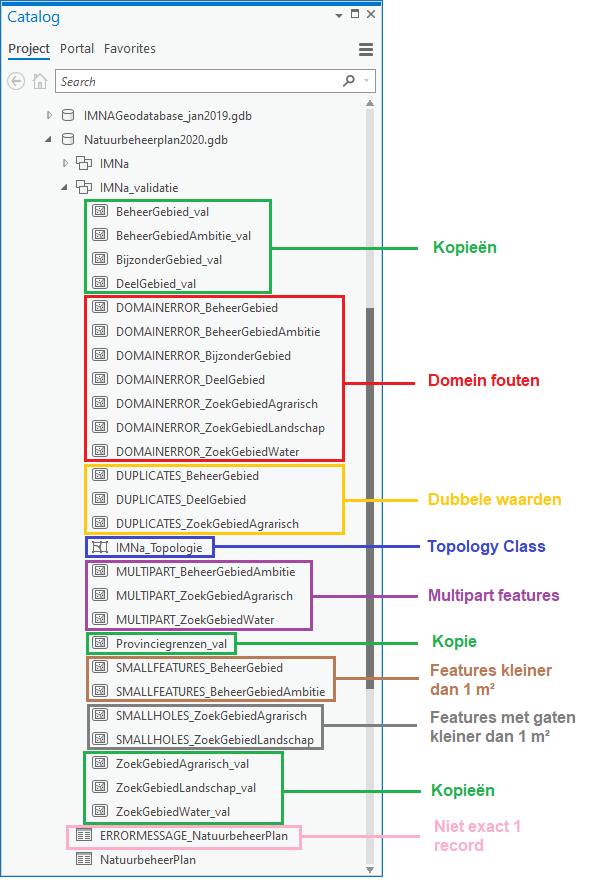 Catalog
Project Portal Favorites
Search
IMNAGeodatabase_jan2019.gdb
Natuurbeheerplan2020.gdb
IMNa
IMNa_validatie
BeheerGebied_val
BeheerGebiedAmbitie_val
BijzonderGebied_val
DeelGebied_val
Kopieën
DOMAINERROR_BeheerGebied
DOMAINERROR_BeheerGebiedAmbitie
DOMAINERROR_BijzonderGebied
DOMAINERROR_DeelGebied
DOMAINERROR_ZoekGebiedAgrarisch
DOMAINERROR_ZoekGebiedLandschap
DOMAINERROR_ZoekGebiedWater
Domein fouten
DUPLICATES_BeheerGebied
DUPLICATES_DeelGebied
DUPLICATES_ZoekGebiedAgrarisch
Dubbele waarden
IMNa_Topologie
Topology Class
MULTIPART_BeheerGebiedAmbitie
MULTIPART_ZoekGebiedAgrarisch
MULTIPART_ZoekGebiedWater
Multipart features
Provinciegrenzen_val
Kopie
SMALLFEATURES_BeheerGebied
SMALLFEATURES_BeheerGebiedAmbitie
Features kleiner
dan 1 m²
SMALLHOLES_ZoekGebiedAgrarisch
SMALLHOLES_ZoekGebiedLandschap
Features met gaten
kleiner dan 1 m²
ZoekGebiedAgrarisch_val
ZoekGebiedLandschap_val
ZoekGebiedWater_val
Kopieën
ERRORMESSAGE_NatuurbeheerPlan
Niet exact 1
record
NatuurbeheerPlan